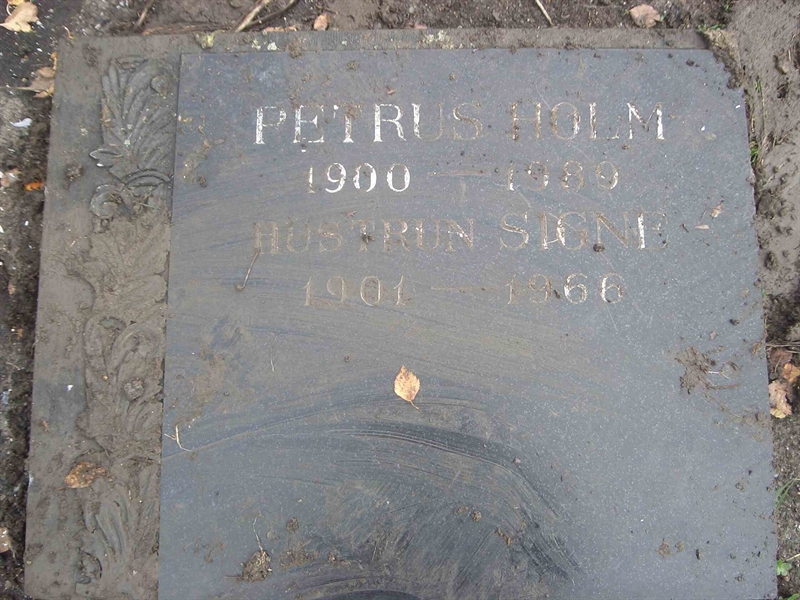 PETRUS HOLM
1900 — 1989
HUSTRUN SIGNE
1901 — 1966